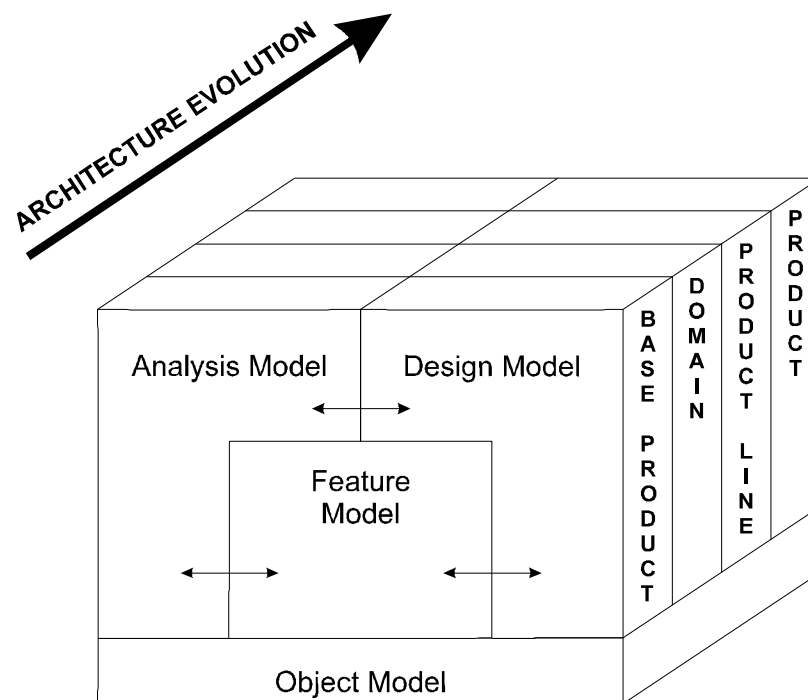 ARCHITECTURE EVOLUTION
Analysis Model
Design Model
Feature
Model
Object Model
BASE PRODUCT
DOMAIN
PRODUCT LINE
PRODUCT